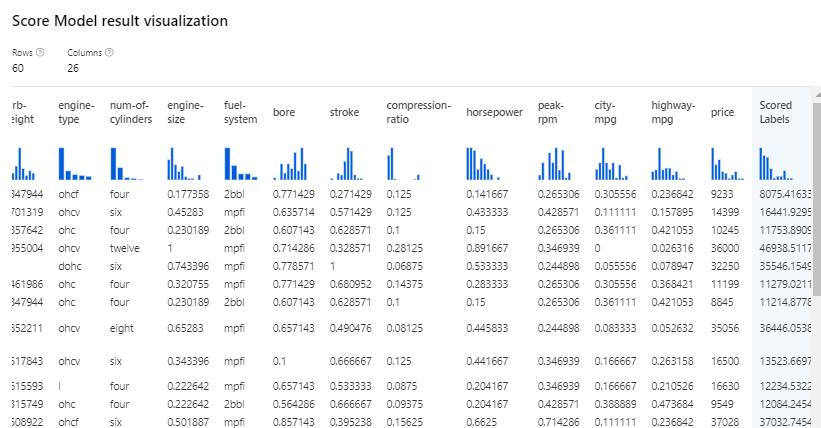 Score Model result visualization
Rows Columns
60 26
engine- num-of- engine- fuel- compression- peak- city- highway- Scored
type cylinders size system bore stroke ratio horsepower rpm mpg mpg price Labels
347944 ohcf four 0.177358 2bbl 0.771429 0.271429 0.125 0.141667 0.265306 0.305556 0.236842 9233 8075.41633
701319 ohcv six 0.45283 mpfi 0.635714 0.571429 0.125 0.433333 0.428571 0.111111 0.157895 14399 16441.9295
357642 ohc four 0.230189 2bbl 0.607143 0.628571 0.1 0.15 0.265306 0.361111 0.421053 10245 11753.8909
955004 ohcv twelve 1 mpfi 0.714286 0.328571 0.28125 0.891667 0.346939 0 0.026316 36000 46938.5117
dohc six 0.743396 mpfi 0.778571 1 0.06875 0.533333 0.244898 0.055556 0.078947 32250 35546.1549
461986 ohc four 0.320755 mpfi 0.771429 0.680952 0.14375 0.283333 0.265306 0.305556 0.368421 11199 11279.0211
347944 ohc four 0.230189 2bbl 0.607143 0.628571 0.1 0.15 0.265306 0.361111 0.421053 8845 11214.8778
352211 ohcv eight 0.65283 mpfi 0.657143 0.490476 0.08125 0.445833 0.244898 0.083333 0.052632 35056 36446.0538
517843 ohcv six 0.343396 mpfi 0.1 0.666667 0.125 0.441667 0.346939 0.166667 0.263158 16500 13523.6697
515593 l four 0.222642 mpfi 0.657143 0.533333 0.0875 0.204167 0.346939 0.166667 0.210526 16630 12234.5322
315749 ohc four 0.222642 2bbl 0.564286 0.666667 0.09375 0.204167 0.428571 0.388889 0.473684 9549 12084.2454
508922 ohcf six 0.501887 mpfi 0.857143 0.395238 0.15625 0.6625 0.714286 0.111111 0.236842 37028 37032.7454